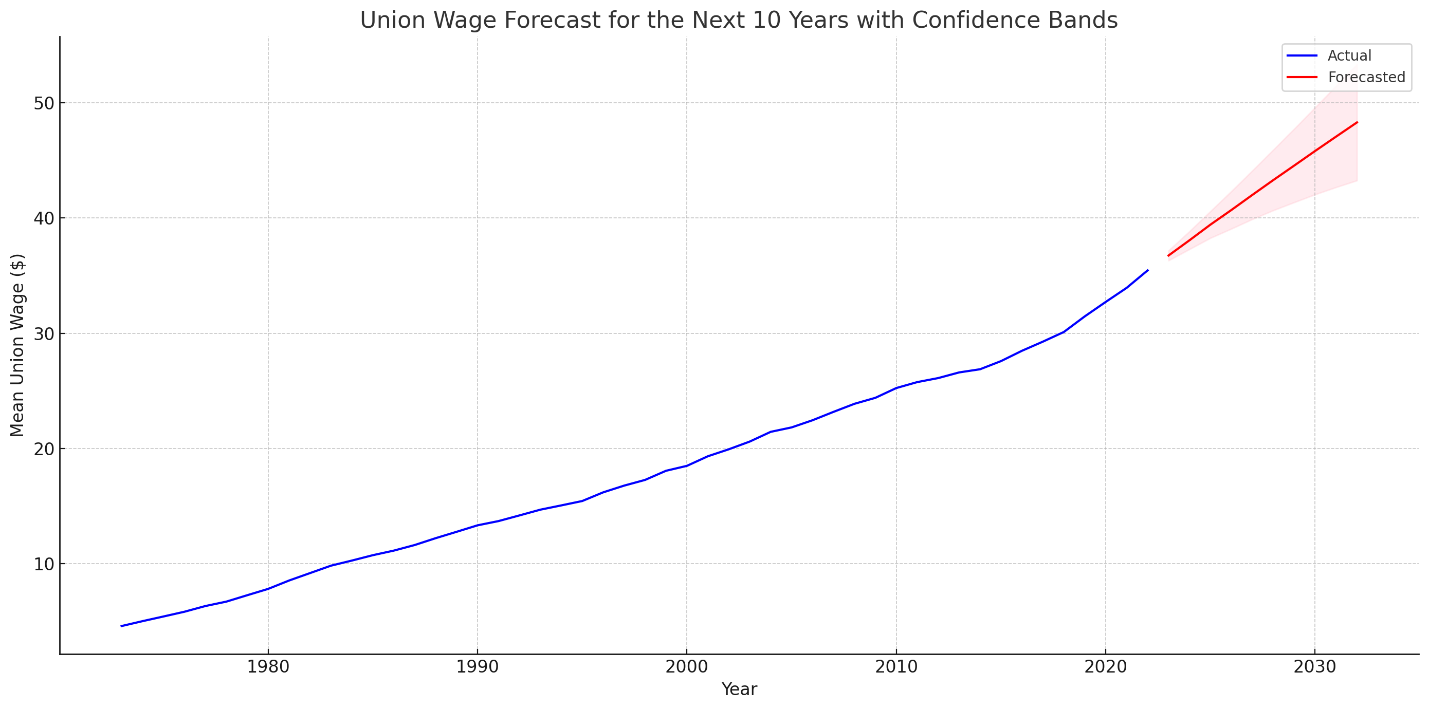 Union Wage Forecast for the Next 10 Years with Confidence Bands
Actual
Forecasted
Mean Union Wage ($)
50
40
30
20
10
1980 1990 2000 2010 2020 2030
Year